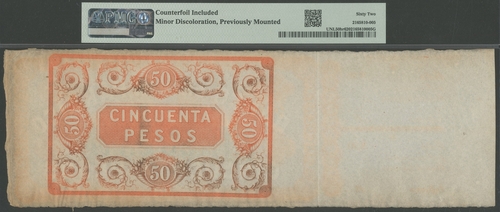 Counterfoil Included
Minor Discoloration, Previously Mounted
Sixty Two
50
CINCUENTA
PESOS
50
50
50